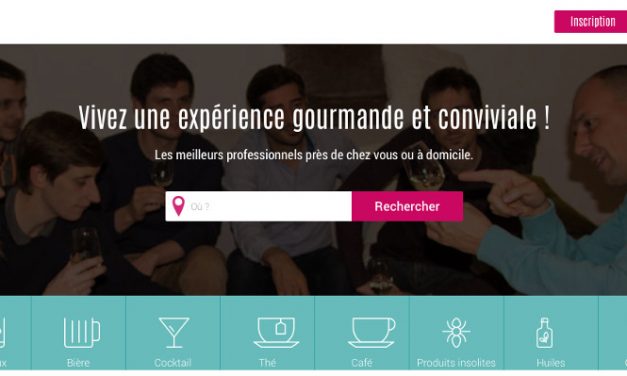 Inscription
Vivez une expérience gourmande et conviviale !
Les meilleurs professionnels près de chez vous ou à domicile.
Où ?
Rechercher
Bière
Cocktail
Thé
Café
Produits insolites
Huiles